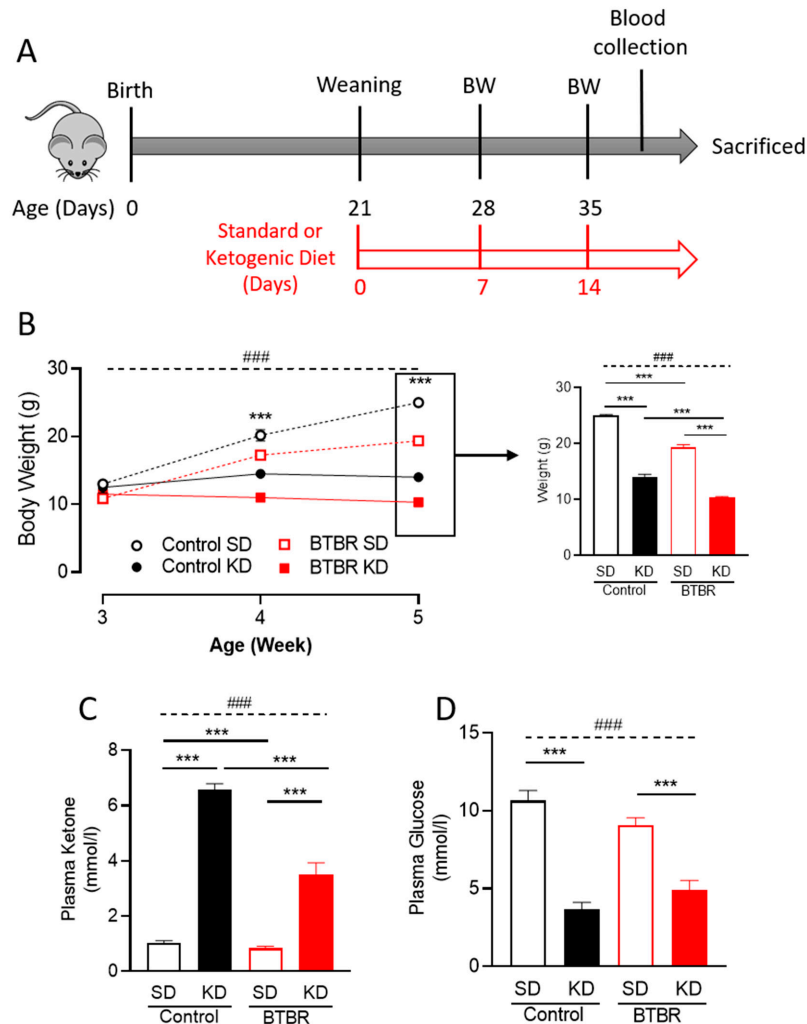 A
Blood
collection
Birth
Weaning
BW
BW
Sacrificed
Age (Days) 0
21
28
35
Standard or
Ketogenic Diet
(Days)
0
7
14
B
###
30
20
10
0
***
***
Body Weight (g)
Control SD
Control KD
BTBR SD
BTBR KD
3
4
5
Age (Week)
###
***
***
***
***
30
20
10
0
Weight (g)
SD KD SD KD
Control BTBR
C
###
***
***
***
***
8
6
4
2
0
Plasma Ketone
(mmol/l)
SD KD SD KD
Control BTBR
D
###
***
***
15
10
5
0
Plasma Glucose
(mmol/l)
SD KD SD KD
Control BTBR